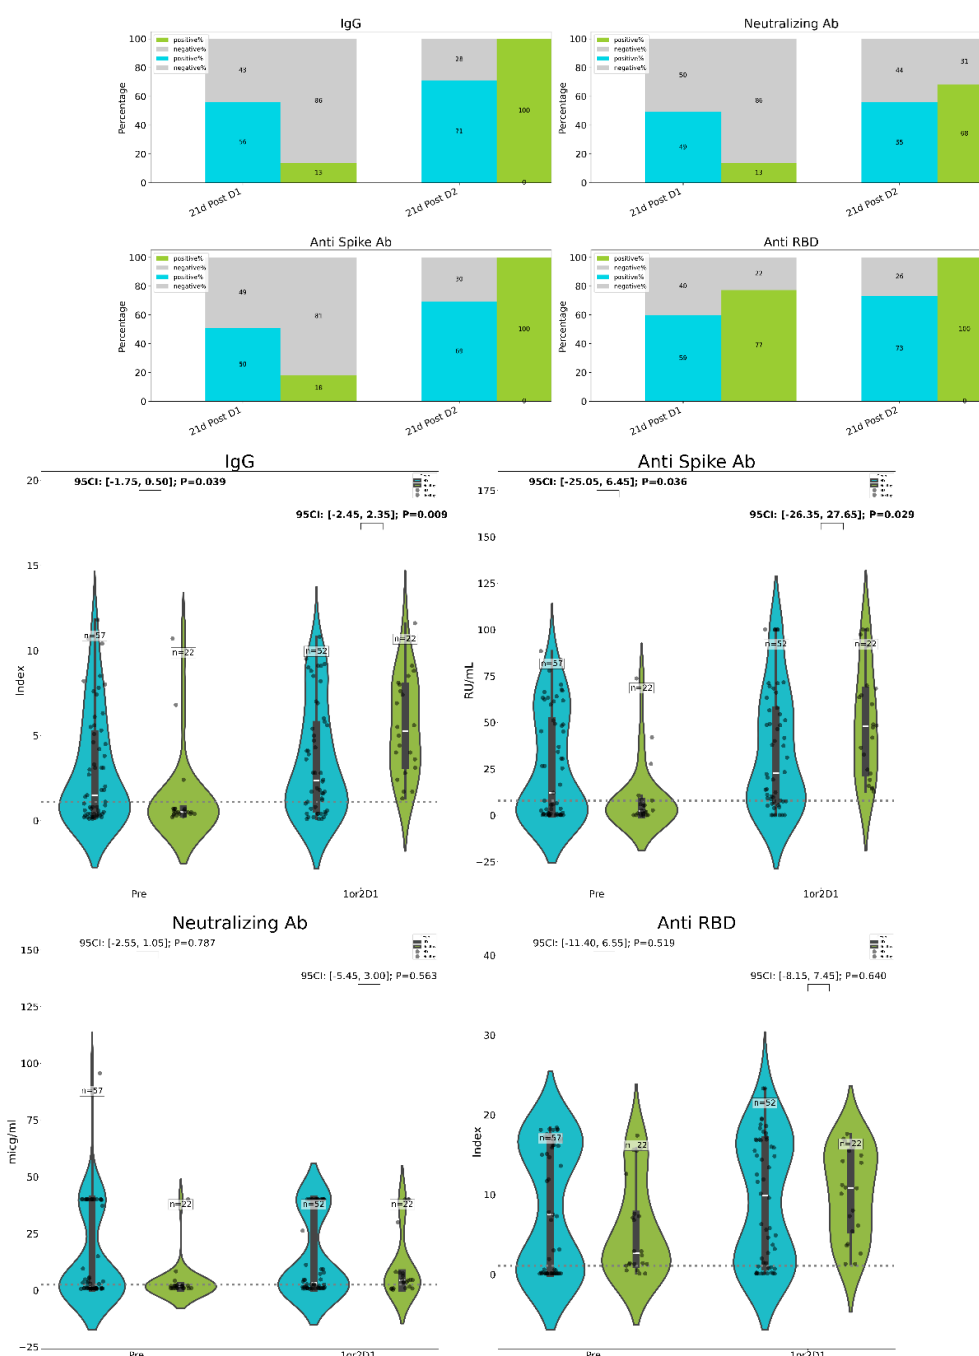 IgG
Neutralizing Ab
100
80
60
40
20
0
Percentage
positive%
negative%
positive%
negative%
43
56
86
13
28
71
100
0
21d Post D1
21d Post D2
100
80
60
40
20
0
Percentage
positive%
negative%
positive%
negative%
50
49
86
13
44
35
31
68
21d Post D1
21d Post D2
Anti Spike Ab
Anti RBD
100
80
60
40
20
0
Percentage
positive%
negative%
positive%
negative%
49
50
81
18
30
69
100
0
21d Post D1
21d Post D2
100
80
60
40
20
0
Percentage
positive%
negative%
positive%
negative%
40
59
22
77
26
73
100
0
21d Post D1
21d Post D2
IgG
95CI: [-1.75, 0.50]; P=0.039
95CI: [-2.45, 2.35]; P=0.009
20
15
10
5
0
Index
n=57
n=22
n=52
n=22
Pre
1or2D1
Anti Spike Ab
95CI: [-25.05, 6.45]; P=0.036
95CI: [-26.35, 27.65]; P=0.029
175
150
125
100
75
50
25
0
−25
RU/mL
n=57
n=22
n=52
n=22
Pre
1or2D1
Neutralizing Ab
95CI: [-2.55, 1.05]; P=0.787
95CI: [-5.45, 3.00]; P=0.563
150
125
100
75
50
25
0
−25
micg/ml
n=57
n=22
n=52
n=22
Pre
1or2D1
Anti RBD
95CI: [-11.40, 6.55]; P=0.519
95CI: [-8.15, 7.45]; P=0.640
40
30
20
10
0
Index
n=57
n 22
n=52
n=22
Pre
1or2D1